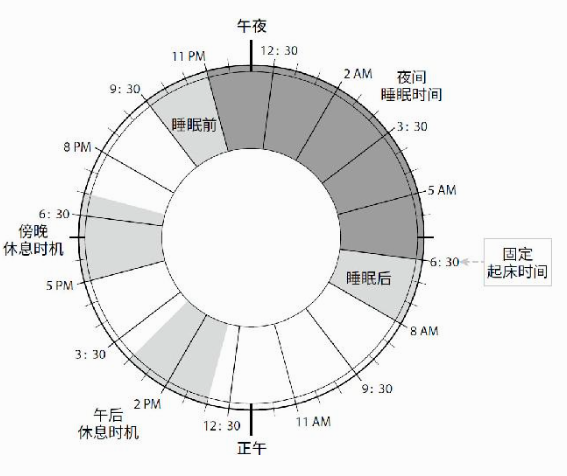 午夜
12：30
2 AM
夜间
睡眠时间
3：30
5 AM
6：30
固定
起床时间
睡眠后
8 AM
9：30
11 AM
正午
12：30
2 PM
午后
休息时机
3：30
5 PM
傍晚
休息时机
6：30
8 PM
9：30
睡眠前
11 PM